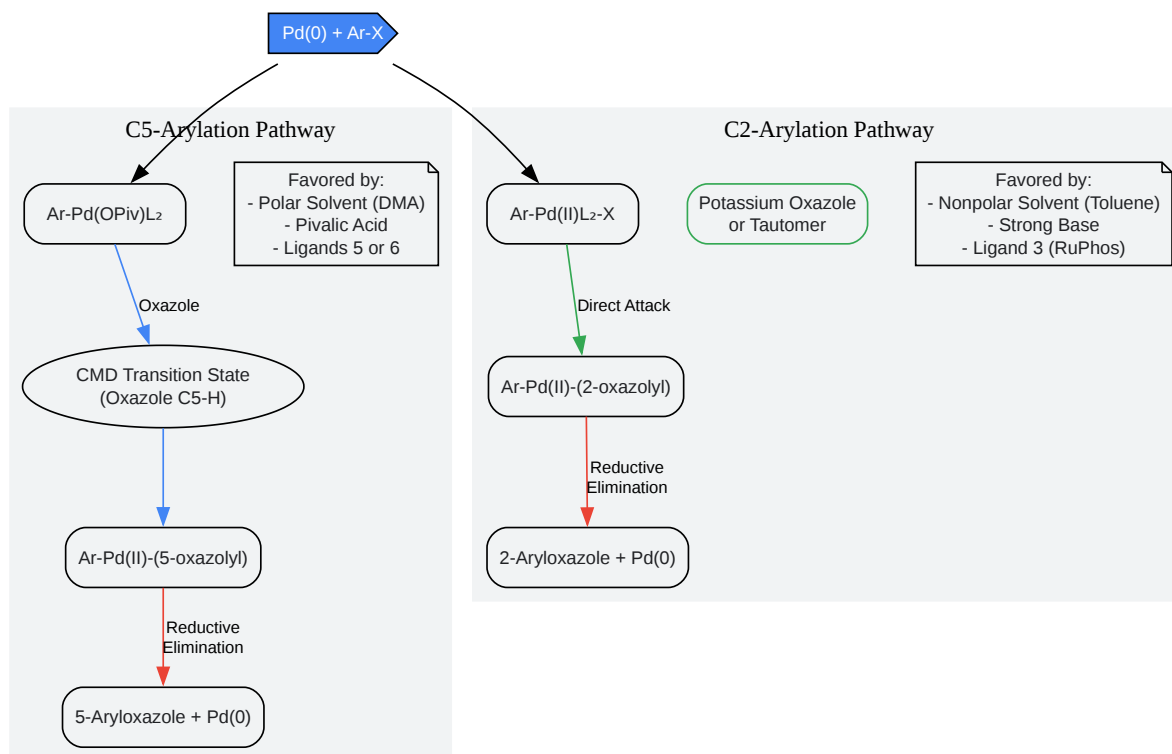 Pd(0) + Ar-X
C5-Arylation Pathway
Ar-Pd(OPiv)L₂
Favored by:
- Polar Solvent (DMA)
- Pivalic Acid
- Ligands 5 or 6
Oxazole
CMD Transition State
(Oxazole C5-H)
Ar-Pd(II)-(5-oxazolyl)
Reductive
Elimination
5-Aryloxazole + Pd(0)
C2-Arylation Pathway
Ar-Pd(II)L₂-X
Potassium Oxazole
or Tautomer
Favored by:
- Nonpolar Solvent (Toluene)
- Strong Base
- Ligand 3 (RuPhos)
Direct Attack
Ar-Pd(II)-(2-oxazolyl)
Reductive
Elimination
2-Aryloxazole + Pd(0)